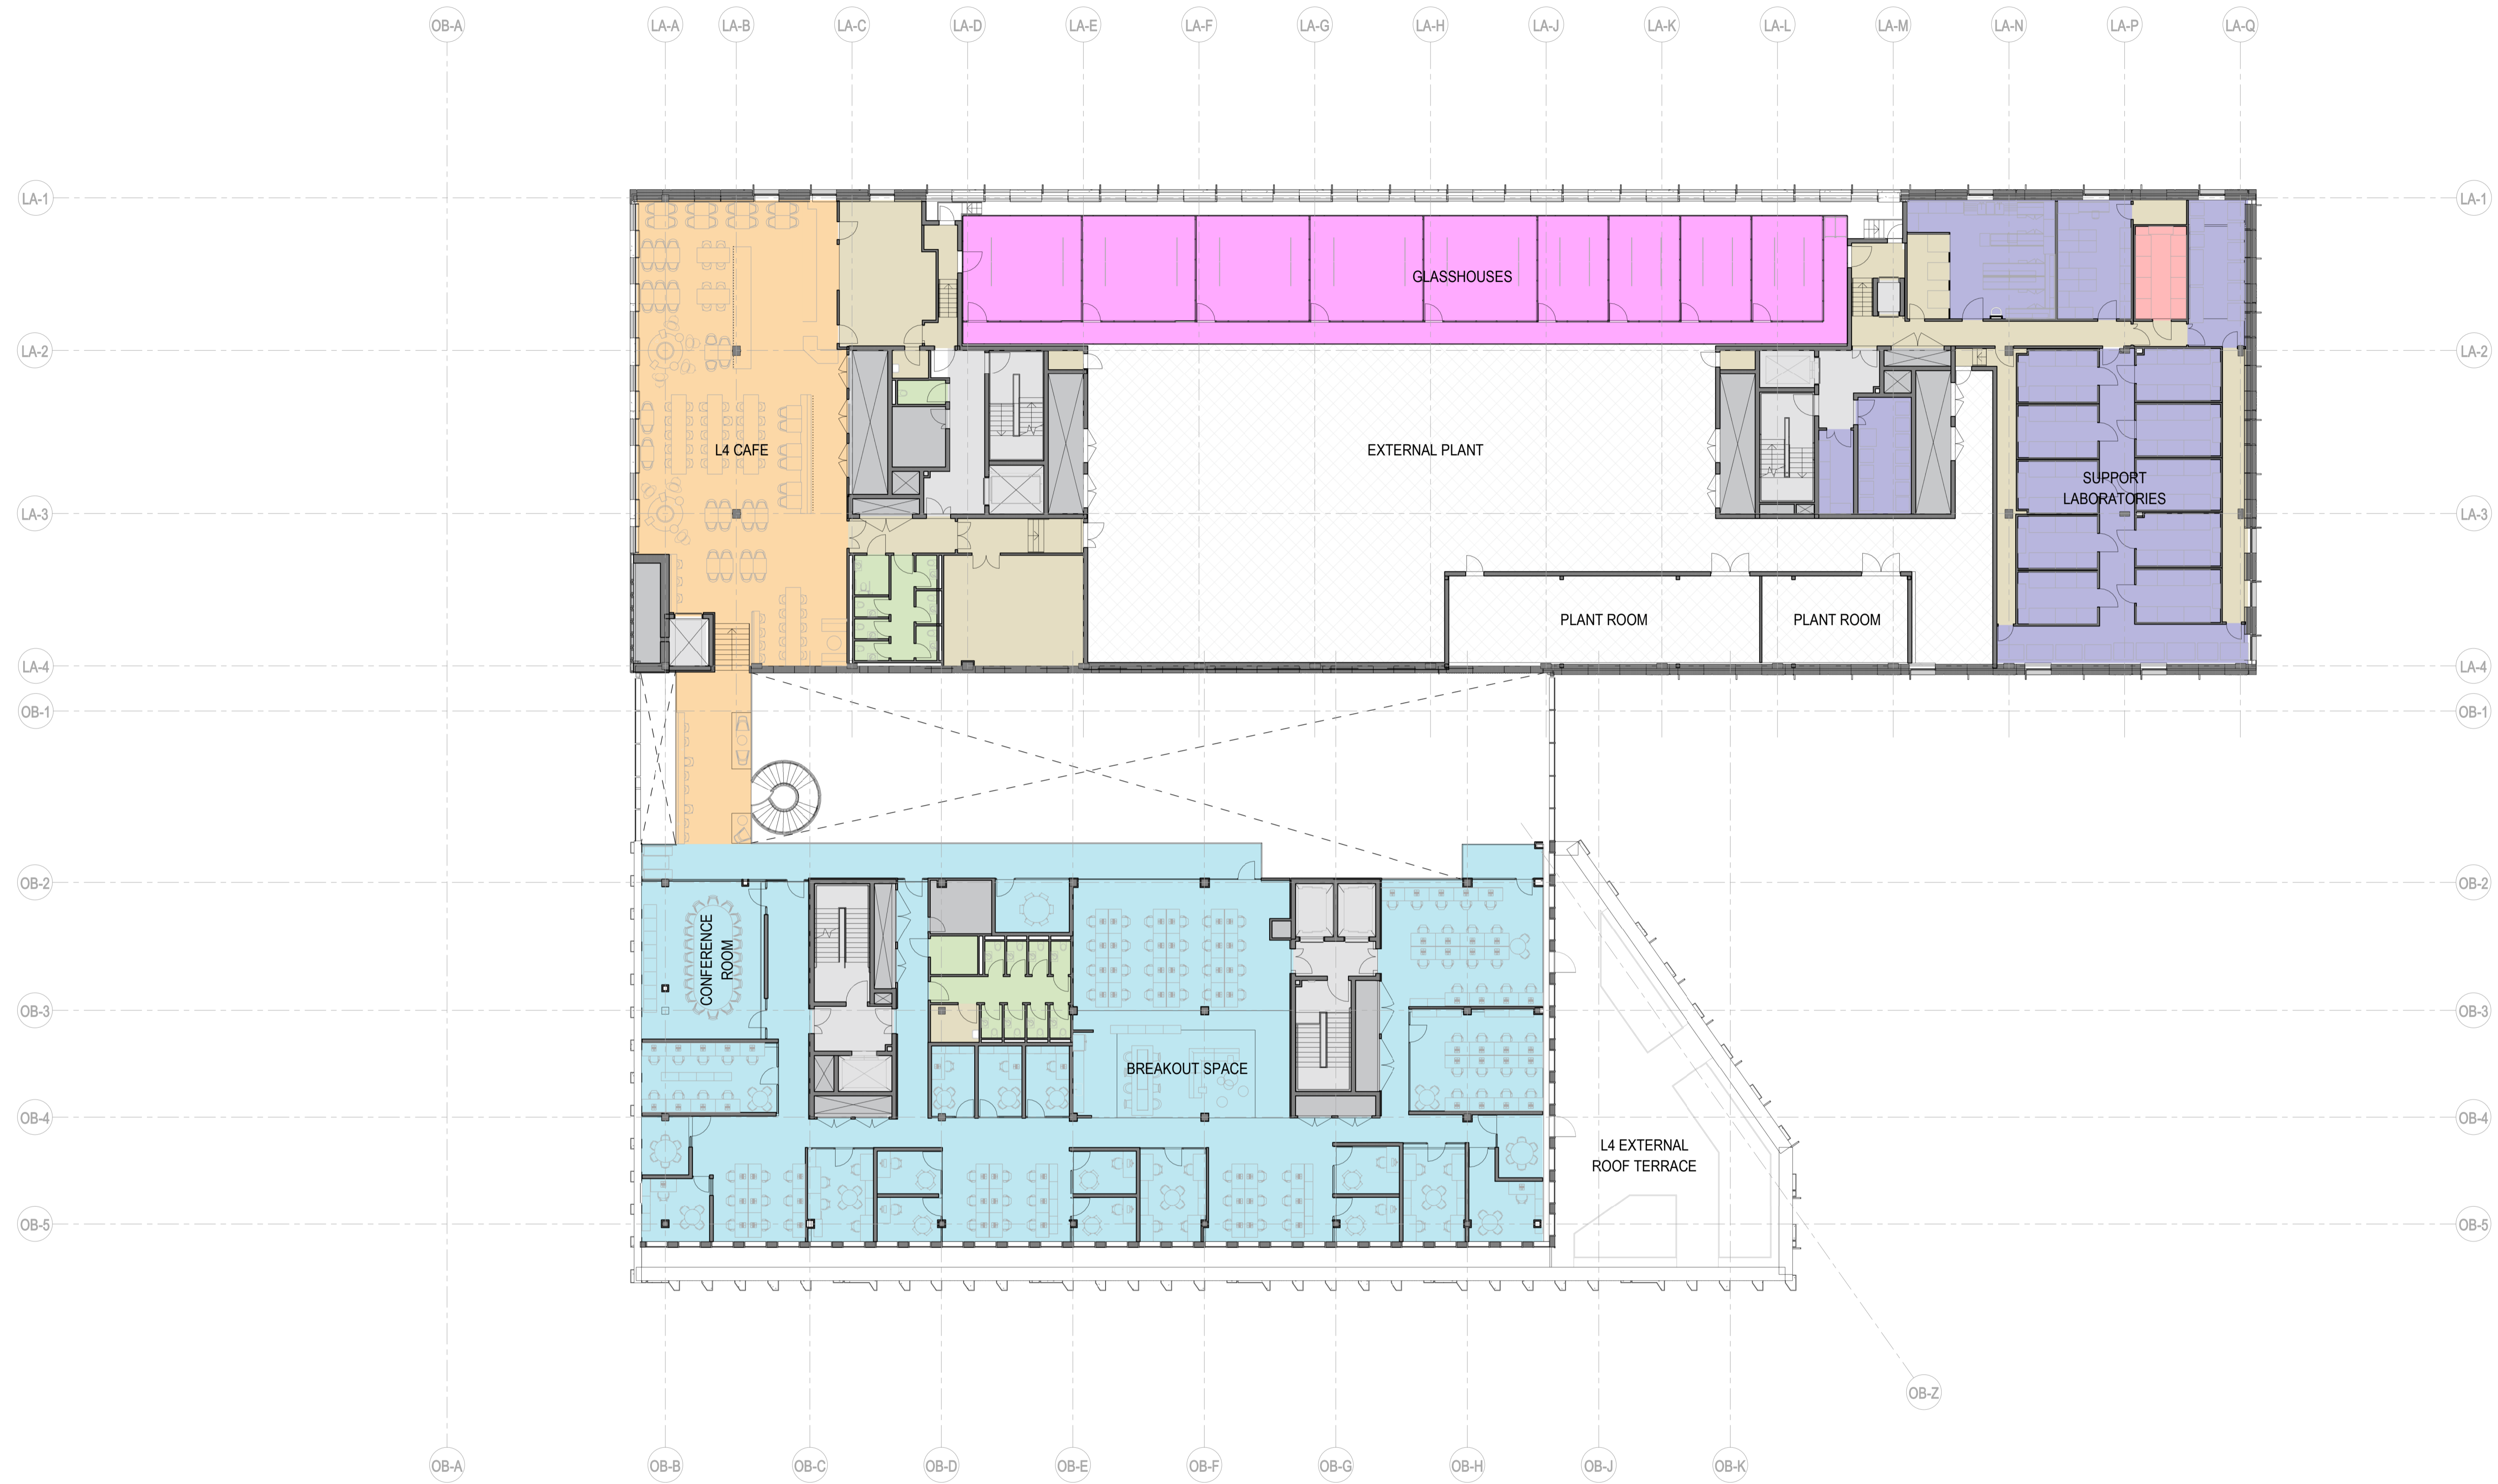 OB-A
LA-A
LA-B
LA-C
LA-D
LA-E
LA-F
LA-G
LA-H
LA-J
LA-K
LA-L
LA-M
LA-N
LA-P
LA-Q
LA-1
LA-1
GLASSHOUSES
LA-2
LA-2
L4 CAFE
EXTERNAL PLANT
SUPPORT
LABORATORIES
LA-3
LA-3
PLANT ROOM
PLANT ROOM
LA-4
LA-4
OB-1
OB-1
OB-2
OB-2
CONFERENCE
ROOM
OB-3
OB-3
BREAKOUT SPACE
OB-4
OB-4
L4 EXTERNAL
ROOF TERRACE
OB-5
OB-5
OB-Z
OB-A
OB-B
OB-C
OB-D
OB-E
OB-F
OB-G
OB-H
OB-J
OB-K